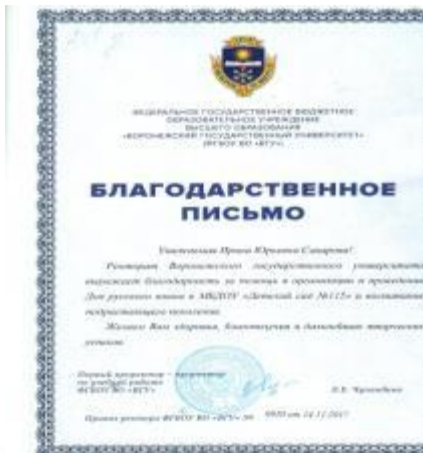 ФЕДЕРАЛЬНОЕ ГОСУДАРСТВЕННОЕ БЮДЖЕТНОЕ
ОБРАЗОВАТЕЛЬНОЕ УЧРЕЖДЕНИЕ
ВЫСШЕГО ОБРАЗОВАНИЯ
«ВОРОНЕЖСКИЙ ГОСУДАРСТВЕННЫЙ УНИВЕРСИТЕТ»
(ФГБОУ ВО «ВГУ»)
БЛАГОДАРСТВЕННОЕ
ПИСЬМО
Уважаемая Ирина Юрьевна
Ректорат Воронежского государственного университета
выражает благодарность за помощь в организации и проведении
Дня русского языка в МБДОУ «Детский сад №115» и воспитание
подрастающего поколения.
Желаем Вам здоровья, благополучия и дальнейших творческих
успехов.
Первый проректор – проректор
по учебной работе
ФГБОУ ВО «ВГУ»
Приказ ректора ФГБОУ ВО «ВГУ» №